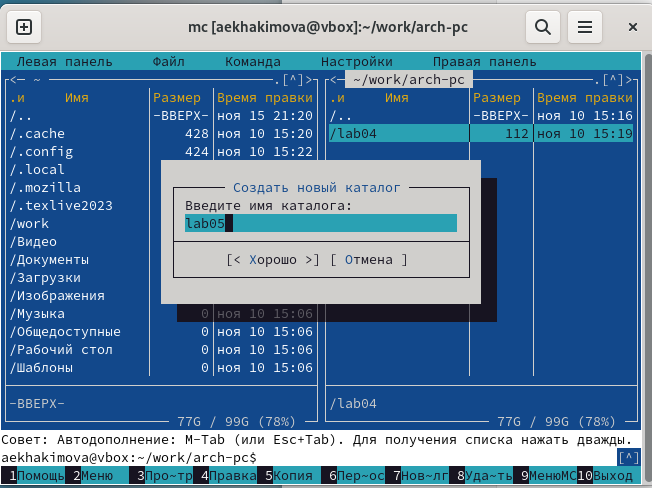 mc [aekhakimova@vbox]:~/work/arch-pc
Левая панель Файл Команда Настройки Правая панель
<─ ~ .[^]>
.и Имя Размер Время правки
/.. -ВВЕРХ- ноя 15 21:20
/.cache 428 ноя 10 15:20
/.config 424 ноя 10 15:22
/.local
/.mozilla
/.texlive2023
/work
/Видео
/Документы
/Загрузки
/Изображения
/Музыка 0 ноя 10 15:06
/Общедоступные 0 ноя 10 15:06
/Рабочий стол 0 ноя 10 15:06
/Шаблоны 0 ноя 10 15:06
-ВВЕРХ-
77G / 99G (78%)
<─ ~/work/arch-pc .[^]>
.и Имя Размер Время правки
/.. -ВВЕРХ- ноя 10 15:16
/lab04 112 ноя 10 15:19
/lab04
77G / 99G (78%)
Создать новый каталог
Введите имя каталога:
lab05
[< Хорошо >] [ Отмена ]
Совет: Автодополнение: M-Tab (или Esc+Tab). Для получения списка нажать дважды.
aekhakimova@vbox:~/work/arch-pc$ [^]
1Помощь 2Меню 3Про~тр 4Правка 5Копия 6Пер~ос 7Нов~лг 8Уда~ть 9МенюМС 10Выход